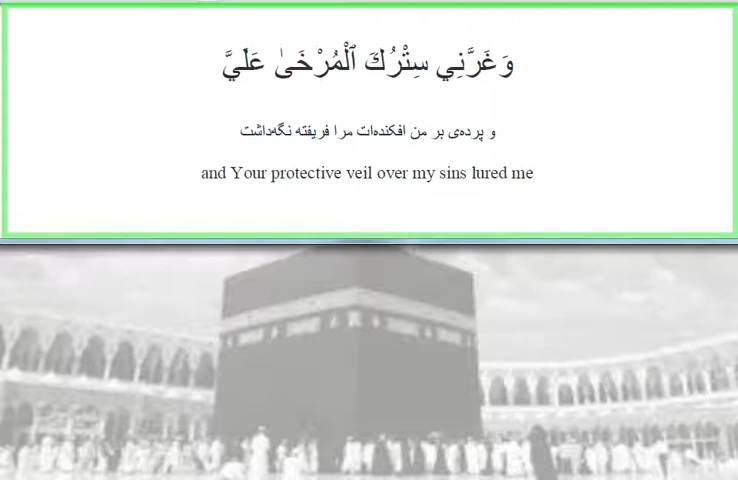 وَغَرَّنِي سِتْرُكَ ٱلْمُرْخَىٰ عَلَيَّ
و پرده‌ی بر من افکنده‌ات مرا فریفته نگه‌داشت
and Your protective veil over my sins lured me